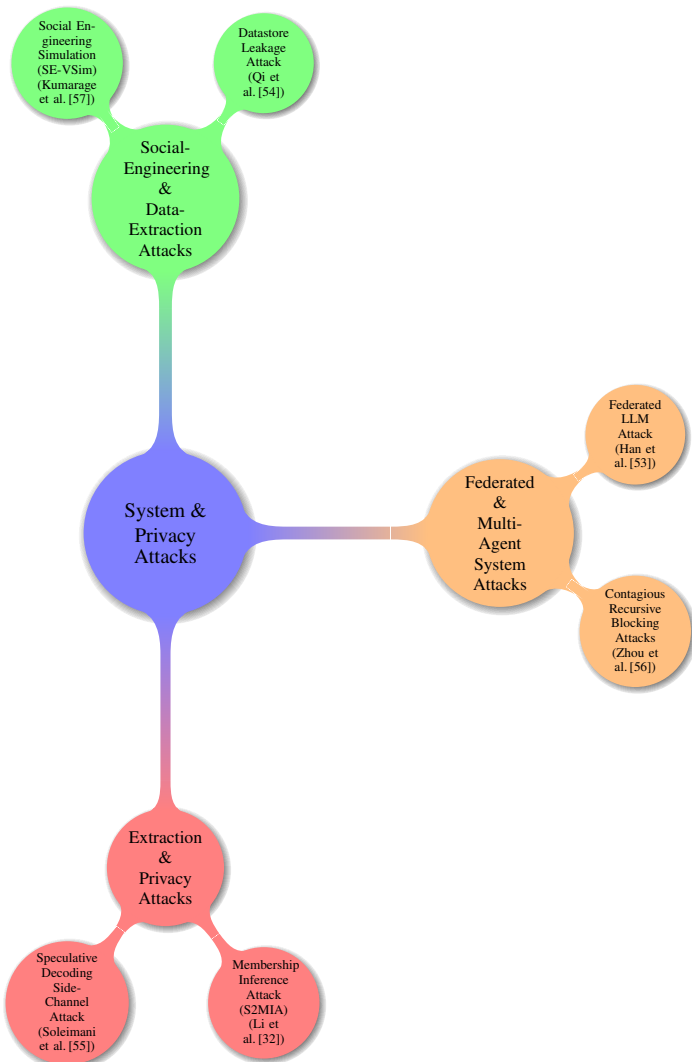 Social En-
gineering
Simulation
(SE-VSim)
(Kumarage
et al. [57])
Datastore
Leakage
Attack
(Qi et
al. [54])
Social-
Engineering
&
Data-
Extraction
Attacks
System &
Privacy
Attacks
Federated
&
Multi-
Agent
System
Attacks
Federated
LLM
Attack
(Han et
al. [53])
Contagious
Recursive
Blocking
Attacks
(Zhou et
al. [56])
Extraction
&
Privacy
Attacks
Speculative
Decoding
Side-
Channel
Attack
(Soleimani
et al. [55])
Membership
Inference
Attack
(S2MIA)
(Li et
al. [32])